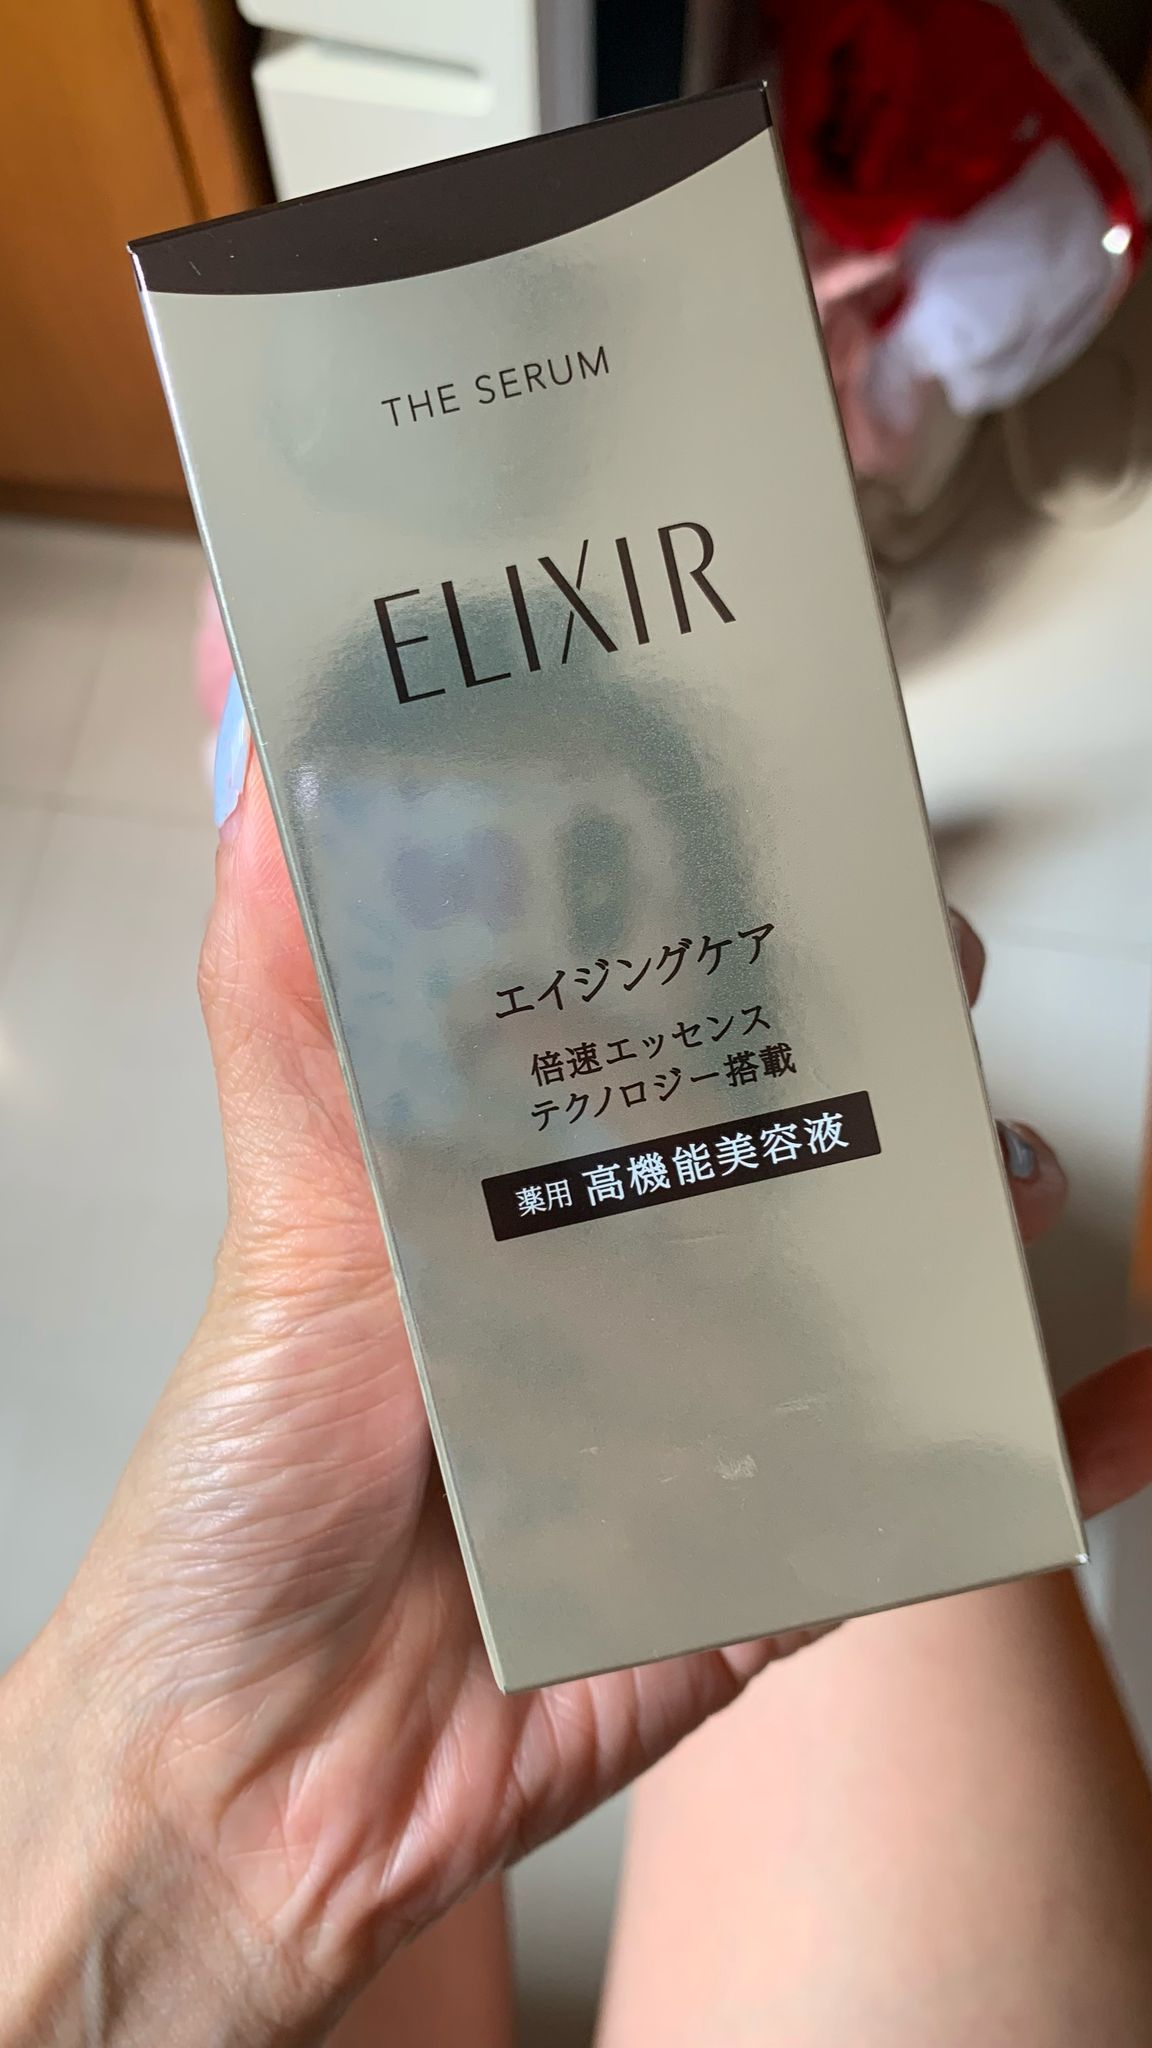 THE SERUM
ELIXIR
エイジングケア
倍速エッセンス
テクノロジー搭載
薬用 高機能美容液